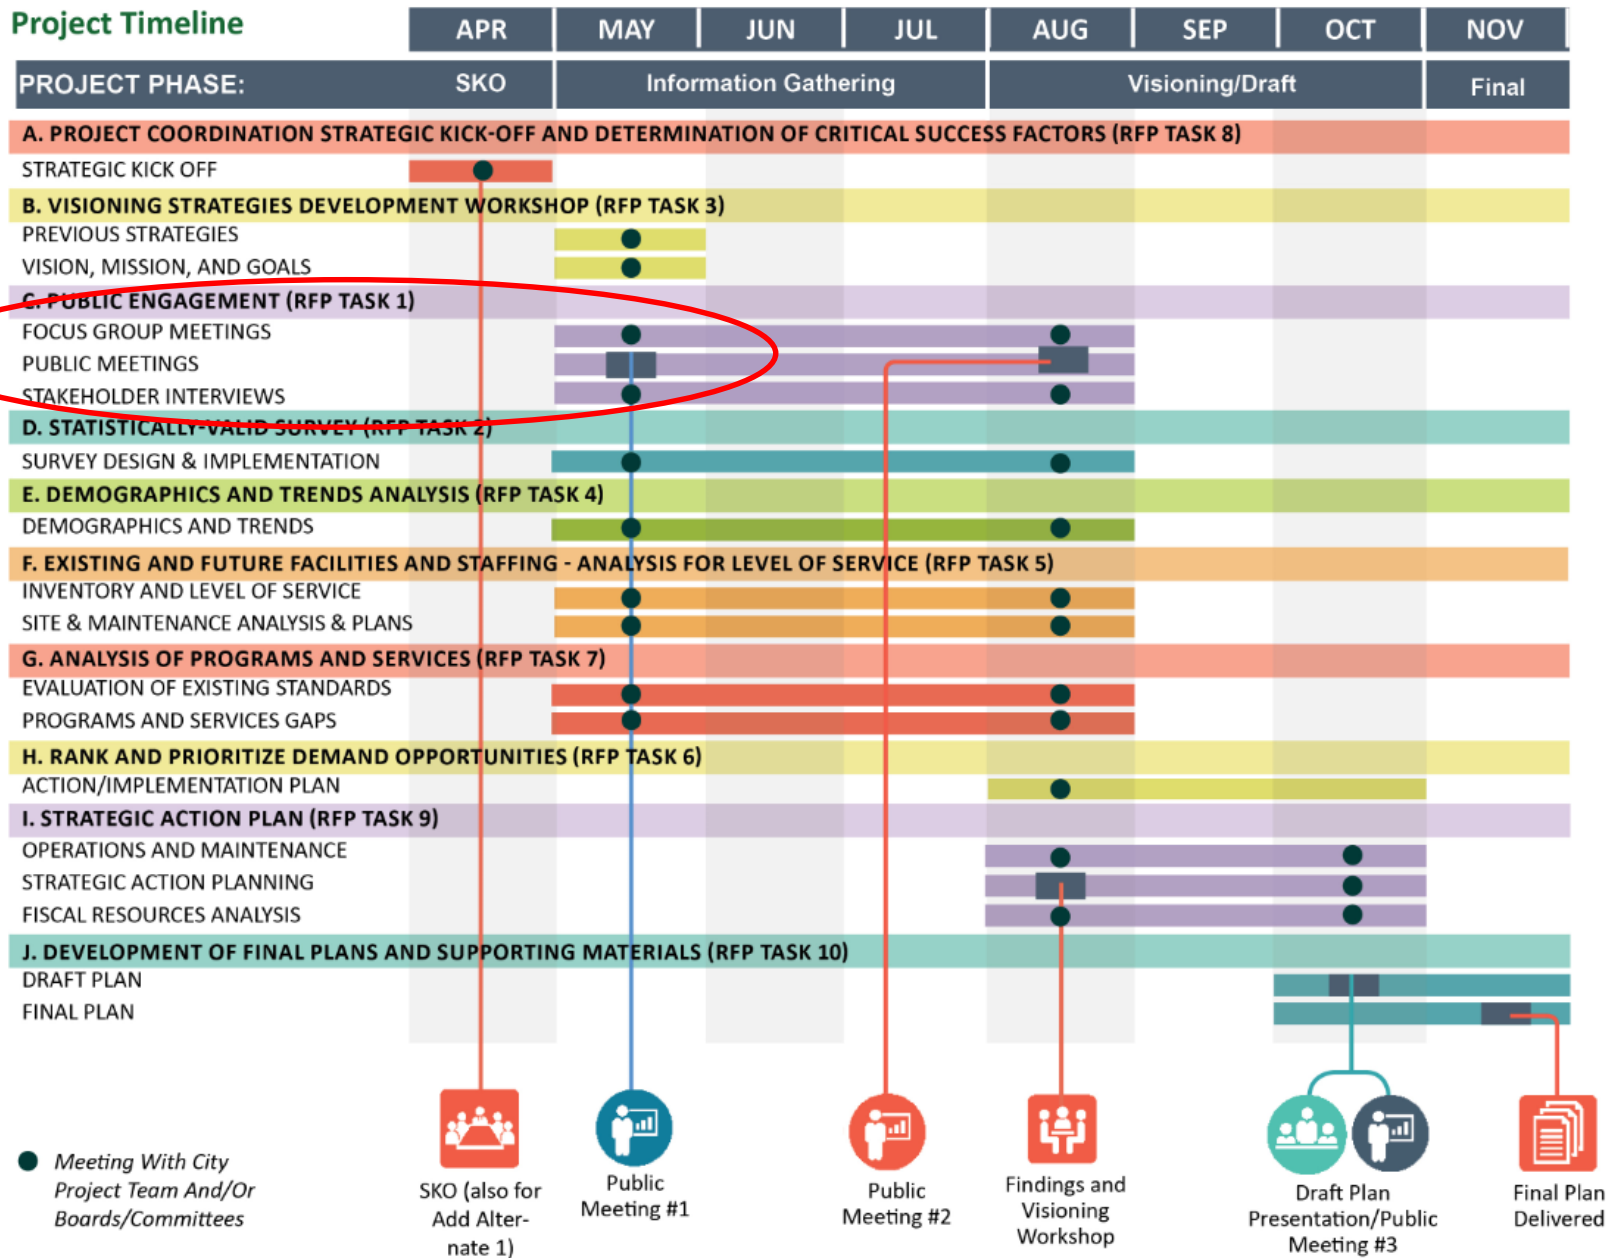 Project Timeline
APR MAY JUN JUL AUG SEP OCT NOV
PROJECT PHASE: SKO Information Gathering Visioning/Draft Final
A. PROJECT COORDINATION STRATEGIC KICK-OFF AND DETERMINATION OF CRITICAL SUCCESS FACTORS (RFP TASK 8)
STRATEGIC KICK OFF
B. VISIONING STRATEGIES DEVELOPMENT WORKSHOP (RFP TASK 3)
PREVIOUS STRATEGIES
VISION, MISSION, AND GOALS
C. PUBLIC ENGAGEMENT (RFP TASK 1)
FOCUS GROUP MEETINGS
PUBLIC MEETINGS
STAKEHOLDER INTERVIEWS
D. STATISTICALLY-VALID SURVEY (RFP TASK 2)
SURVEY DESIGN & IMPLEMENTATION
E. DEMOGRAPHICS AND TRENDS ANALYSIS (RFP TASK 4)
DEMOGRAPHICS AND TRENDS
F. EXISTING AND FUTURE FACILITIES AND STAFFING - ANALYSIS FOR LEVEL OF SERVICE (RFP TASK 5)
INVENTORY AND LEVEL OF SERVICE
SITE & MAINTENANCE ANALYSIS & PLANS
G. ANALYSIS OF PROGRAMS AND SERVICES (RFP TASK 7)
EVALUATION OF EXISTING STANDARDS
PROGRAMS AND SERVICES GAPS
H. RANK AND PRIORITIZE DEMAND OPPORTUNITIES (RFP TASK 6)
ACTION/IMPLEMENTATION PLAN
I. STRATEGIC ACTION PLAN (RFP TASK 9)
OPERATIONS AND MAINTENANCE
STRATEGIC ACTION PLANNING
FISCAL RESOURCES ANALYSIS
J. DEVELOPMENT OF FINAL PLANS AND SUPPORTING MATERIALS (RFP TASK 10)
DRAFT PLAN
FINAL PLAN
Meeting With City
Project Team And/Or
Boards/Committees
SKO (also for
Add Alter-
nate 1)
Public
Meeting #1
Public
Meeting #2
Findings and
Visioning
Workshop
Draft Plan
Presentation/Public
Meeting #3
Final Plan
Delivered